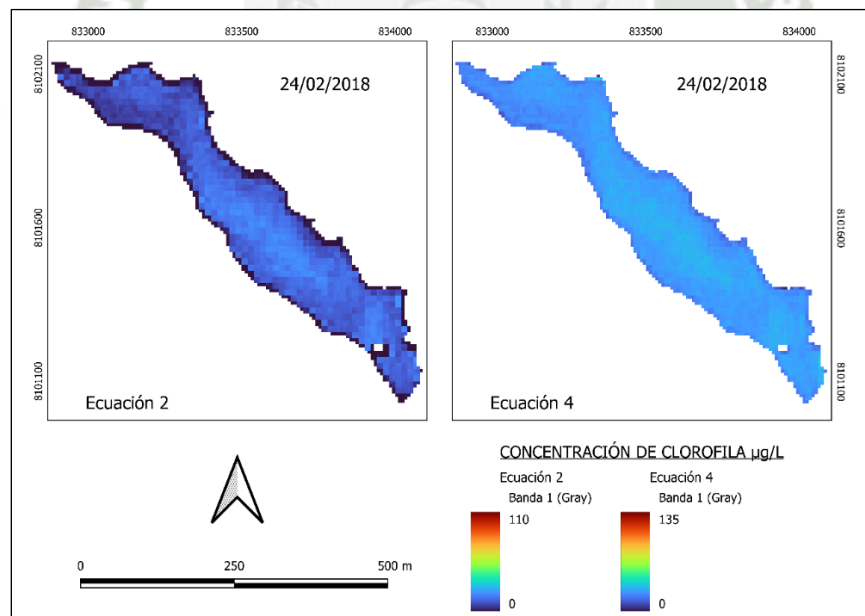 833000 833500 834000
833000 833500 834000
8102100
8101600
8101100
24/02/2018
Ecuación 2
24/02/2018
Ecuación 4
8102100
8101600
8101100
CONCENTRACIÓN DE CLOROFILA µg/L
Ecuación 2
Banda 1 (Gray)
110
0
Ecuación 4
Banda 1 (Gray)
135
0
0 250 500 m